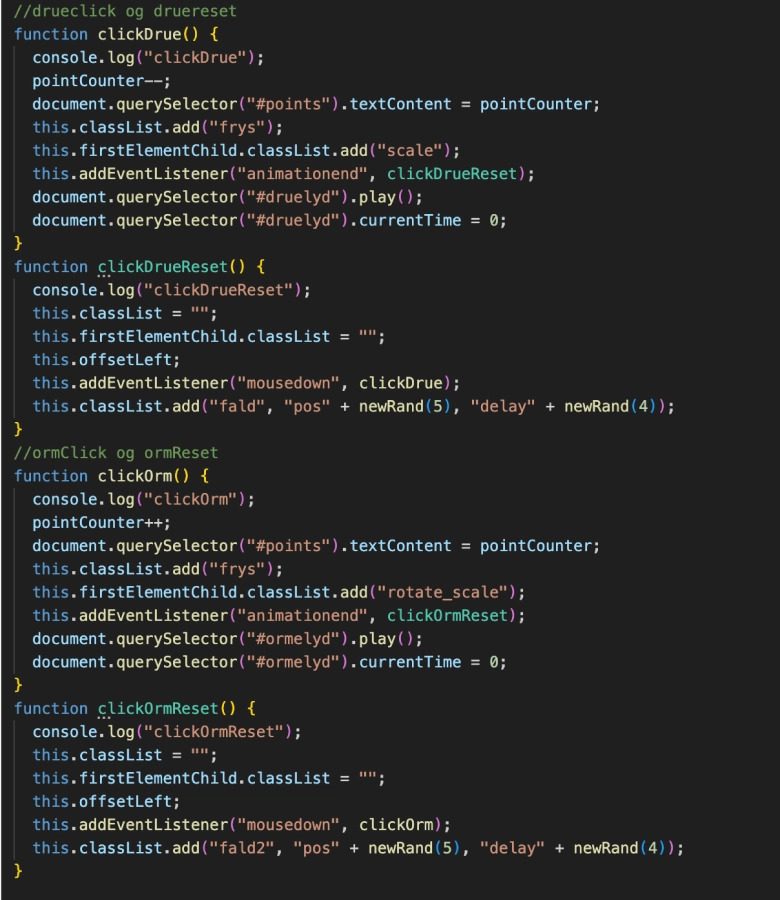 //drueclick og druereset
function clickDrue() {
  console.log("clickDrue");
  pointCounter--;
  document.querySelector("#points").textContent = pointCounter;
  this.classList.add("frys");
  this.firstElementChild.classList.add("scale");
  this.addEventListener("animationend", clickDrueReset);
  document.querySelector("#druelyd").play();
  document.querySelector("#druelyd").currentTime = 0;
}
function clickDrueReset() {
  console.log("clickDrueReset");
  this.classList = "";
  this.firstElementChild.classList = "";
  this.offsetLeft;
  this.addEventListener("mousedown", clickDrue);
  this.classList.add("fald", "pos" + newRand(5), "delay" + newRand(4));
}
//ormClick og ormReset
function clickOrm() {
  console.log("clickOrm");
  pointCounter++;
  document.querySelector("#points").textContent = pointCounter;
  this.classList.add("frys");
  this.firstElementChild.classList.add("rotate_scale");
  this.addEventListener("animationend", clickOrmReset);
  document.querySelector("#ormelyd").play();
  document.querySelector("#ormelyd").currentTime = 0;
}
function clickOrmReset() {
  console.log("clickOrmReset");
  this.classList = "";
  this.firstElementChild.classList = "";
  this.offsetLeft;
  this.addEventListener("mousedown", clickOrm);
  this.classList.add("fald2", "pos" + newRand(5), "delay" + newRand(4));
}